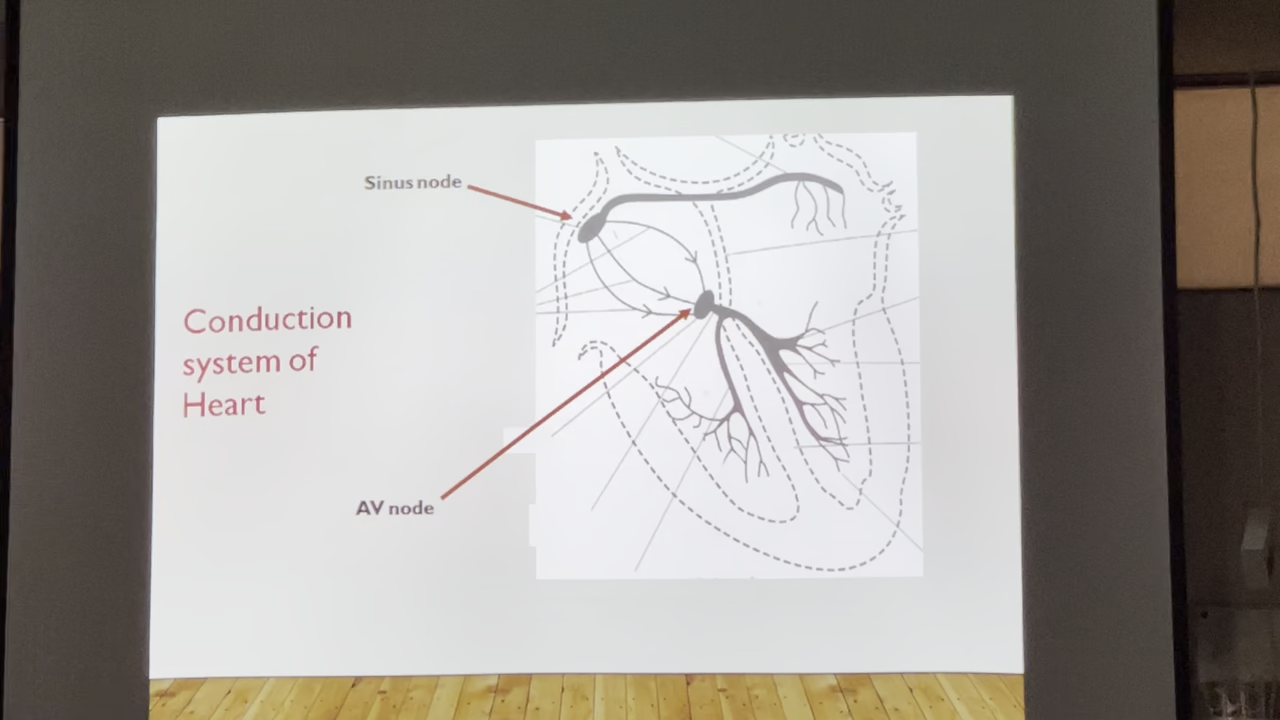 Sinus node
Conduction
system of
Heart
AV node